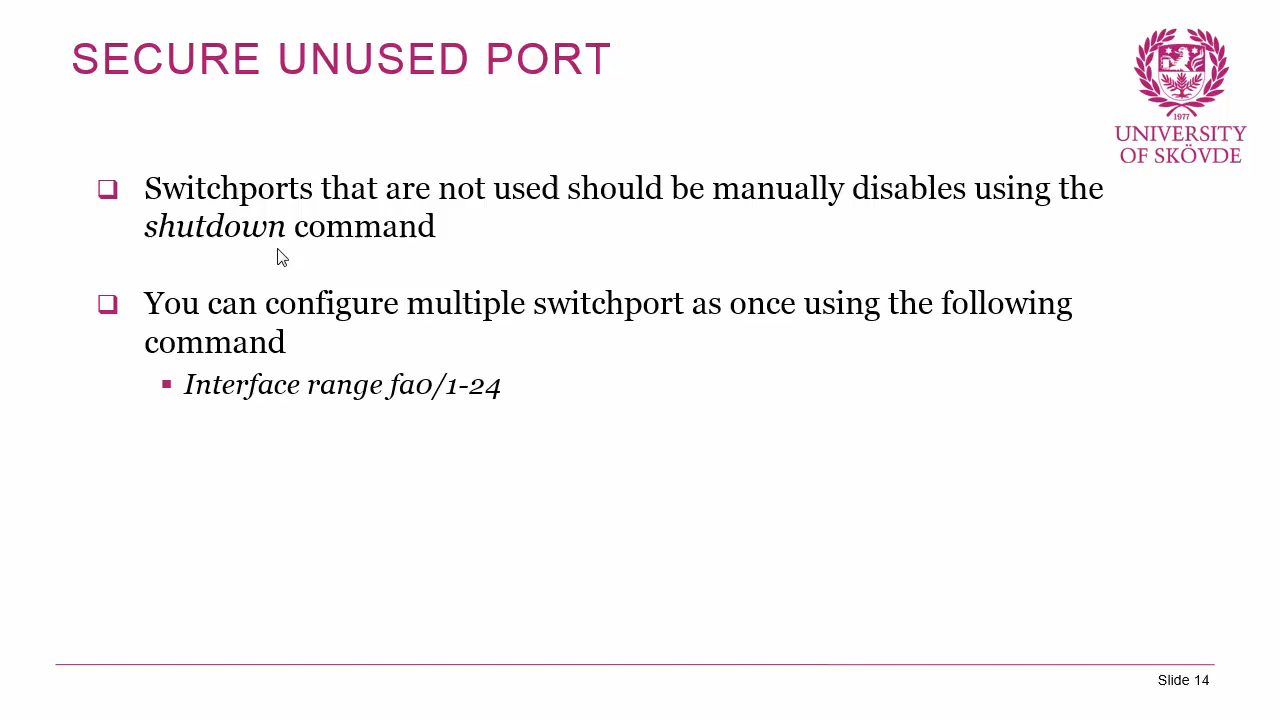 SECURE UNUSED PORT
1977
UNIVERSITY
OF SKÖVDE
Switchports that are not used should be manually disables using the
shutdown command
You can configure multiple switchport as once using the following
command
Interface range fa0/1-24
Slide 14